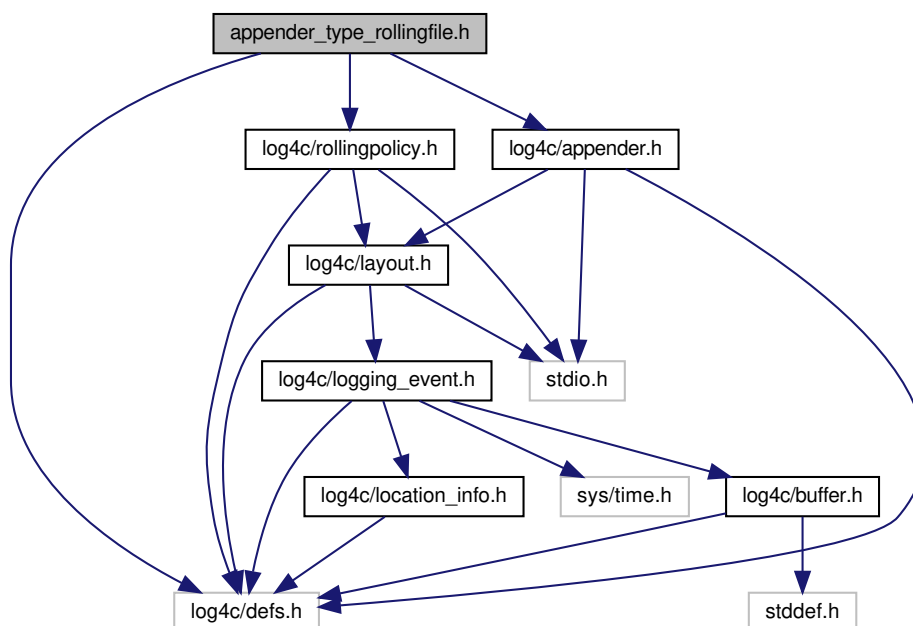 appender_type_rollingfile.h
log4c/rollingpolicy.h
log4c/appender.h
log4c/layout.h
log4c/logging_event.h
stdio.h
log4c/location_info.h
sys/time.h
log4c/buffer.h
log4c/defs.h
stddef.h